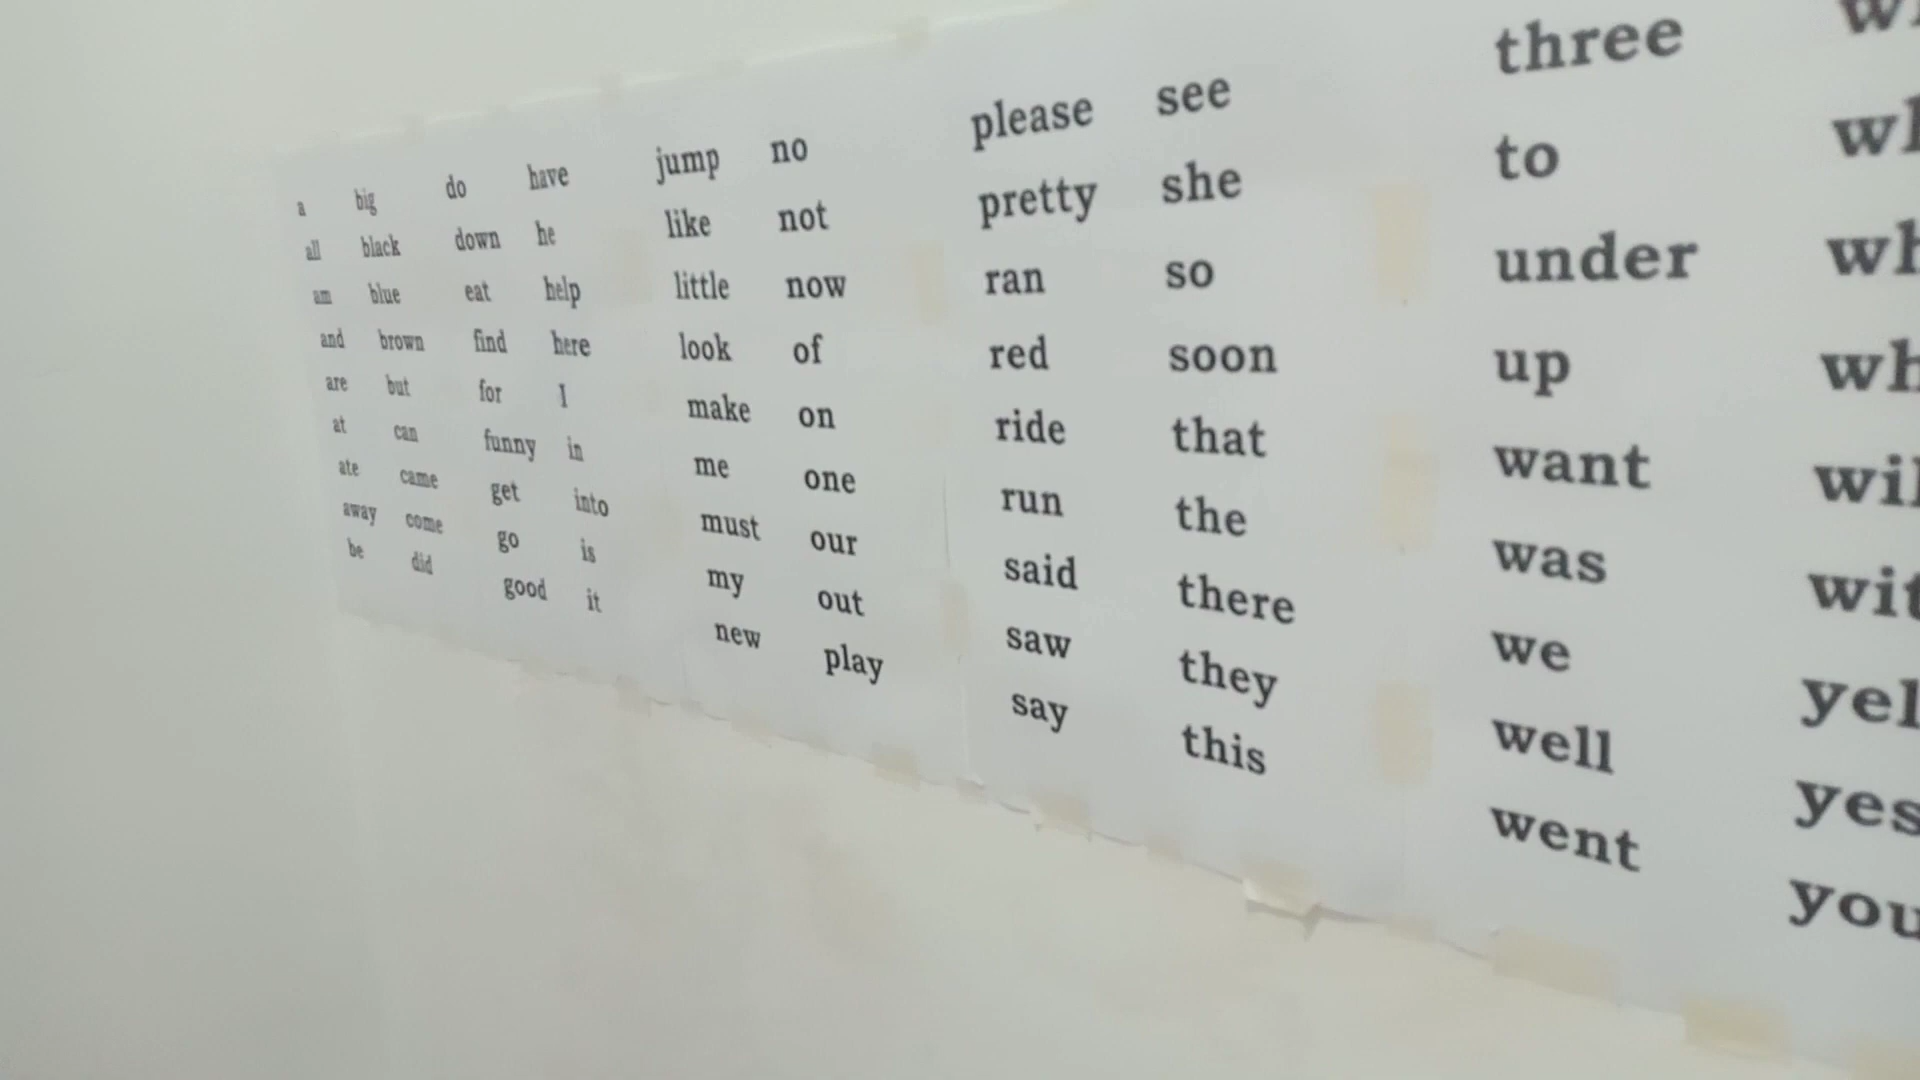 a
all
am
and
are
at
ate
away
be
big
black
blue
brown
but
can
came
come
did
do
down
eat
find
for
funny
get
go
good
have
he
help
here
I
in
into
is
it
jump
like
little
look
make
me
must
my
new
no
not
now
of
on
one
our
out
play
please
pretty
ran
red
ride
run
said
saw
say
see
she
so
soon
that
the
there
they
this
three
to
under
up
want
was
we
well
went
yes